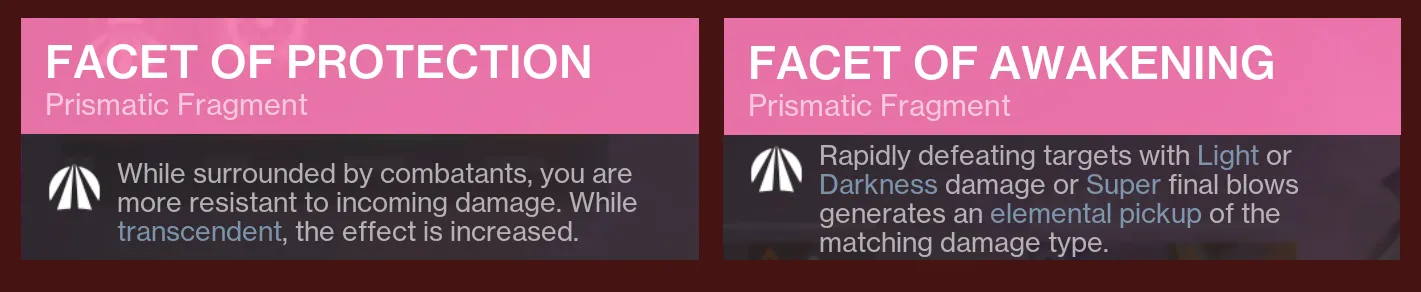 FACET OF PROTECTION
Prismatic Fragment
While surrounded by combatants, you are
more resistant to incoming damage. While
transcendent, the effect is increased.
FACET OF AWAKENING
Prismatic Fragment
Rapidly defeating targets with Light or
Darkness damage or Super final blows
generates an elemental pickup of the
matching damage type.